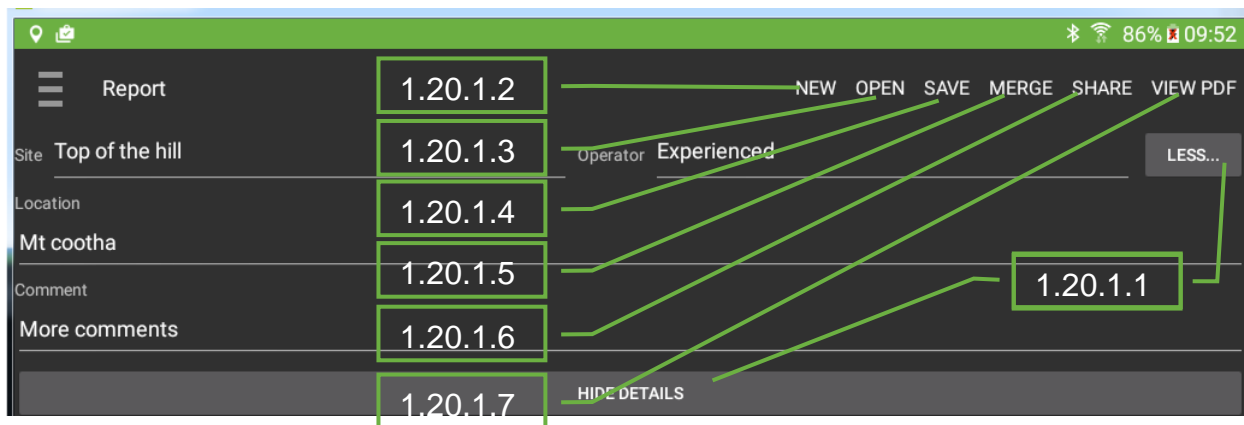 86% 09:52
Report 1.20.1.2 NEW OPEN SAVE MERGE SHARE VIEW PDF
Site Top of the hill 1.20.1.3 Operator Experienced LESS...
Location 1.20.1.4
Mt cootha
1.20.1.5 1.20.1.1
Comment
More comments 1.20.1.6
HIDE DETAILS
1.20.1.7